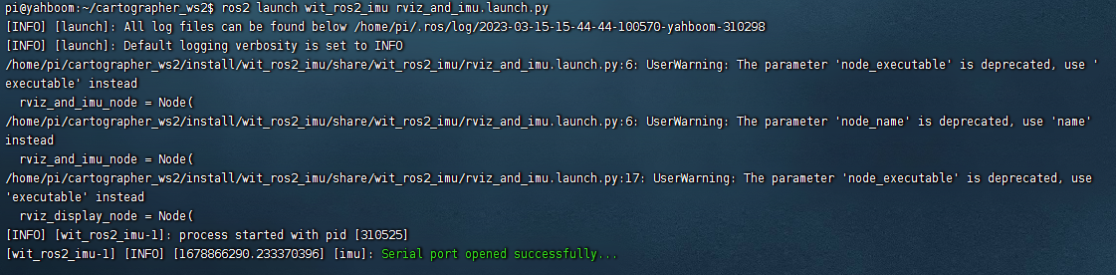 pi@yahboom:~/cartographer_ws2$ ros2 launch wit_ros2_imu rviz_and_imu.launch.py
[INFO] [launch]: All log files can be found below /home/pi/.ros/log/2023-03-15-15-44-44-100570-yahboom-310298
[INFO] [launch]: Default logging verbosity is set to INFO
/home/pi/cartographer_ws2/install/wit_ros2_imu/share/wit_ros2_imu/rviz_and_imu.launch.py:6: UserWarning: The parameter 'node_executable' is deprecated, use '
executable' instead
  rviz_and_imu_node = Node(
/home/pi/cartographer_ws2/install/wit_ros2_imu/share/wit_ros2_imu/rviz_and_imu.launch.py:6: UserWarning: The parameter 'node_name' is deprecated, use 'name'
instead
  rviz_and_imu_node = Node(
/home/pi/cartographer_ws2/install/wit_ros2_imu/share/wit_ros2_imu/rviz_and_imu.launch.py:17: UserWarning: The parameter 'node_executable' is deprecated, use
'executable' instead
  rviz_display_node = Node(
[INFO] [wit_ros2_imu-1]: process started with pid [310525]
[wit_ros2_imu-1] [INFO] [1678866290.233370396] [imu]: Serial port opened successfully...